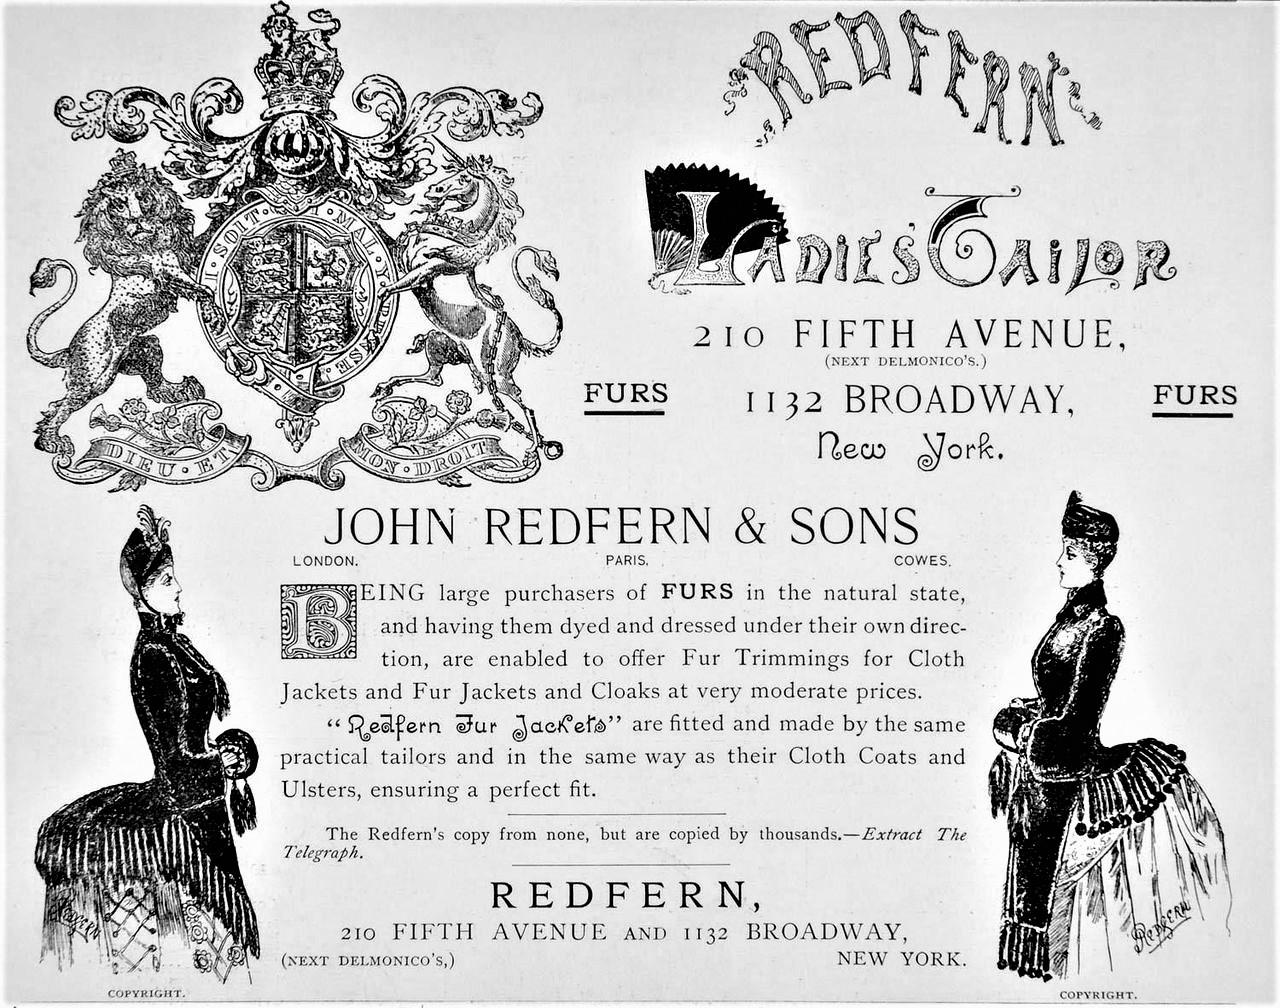 HONI·SOIT·QUI·MAL·Y·PENSE
DIEU·ET·MON·DROIT
REDFERN
LADIES' TAILOR
210 FIFTH AVENUE,
(NEXT DELMONICO'S.)
FURS 1132 BROADWAY, FURS
New York.
JOHN REDFERN & SONS
LONDON. PARIS, COWES.
BEING large purchasers of FURS in the natural state,
and having them dyed and dressed under their own direc-
tion, are enabled to offer Fur Trimmings for Cloth
Jackets and Fur Jackets and Cloaks at very moderate prices.
"Redfern Fur Jackets" are fitted and made by the same
practical tailors and in the same way as their Cloth Coats and
Ulsters, ensuring a perfect fit.
The Redfern's copy from none, but are copied by thousands.—Extract The
Telegraph.
REDFERN,
210 FIFTH AVENUE AND 1132 BROADWAY,
(NEXT DELMONICO'S,) NEW YORK.
REDFERN
COPYRIGHT. COPYRIGHT.